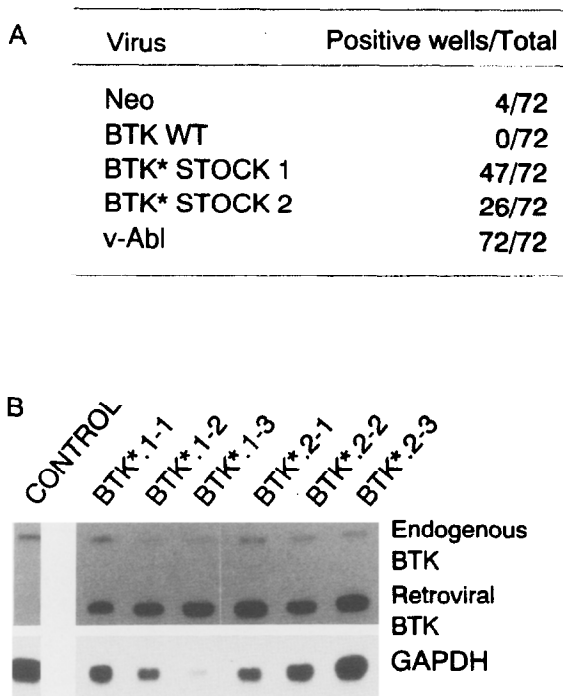 A
Virus Positive wells/Total
Neo 4/72
BTK WT 0/72
BTK* STOCK 1 47/72
BTK* STOCK 2 26/72
v-Abl 72/72
B
CONTROL BTK*.1-1 BTK*.1-2 BTK*.1-3 BTK*.2-1 BTK*.2-2 BTK*.2-3
Endogenous
BTK
Retroviral
BTK
GAPDH